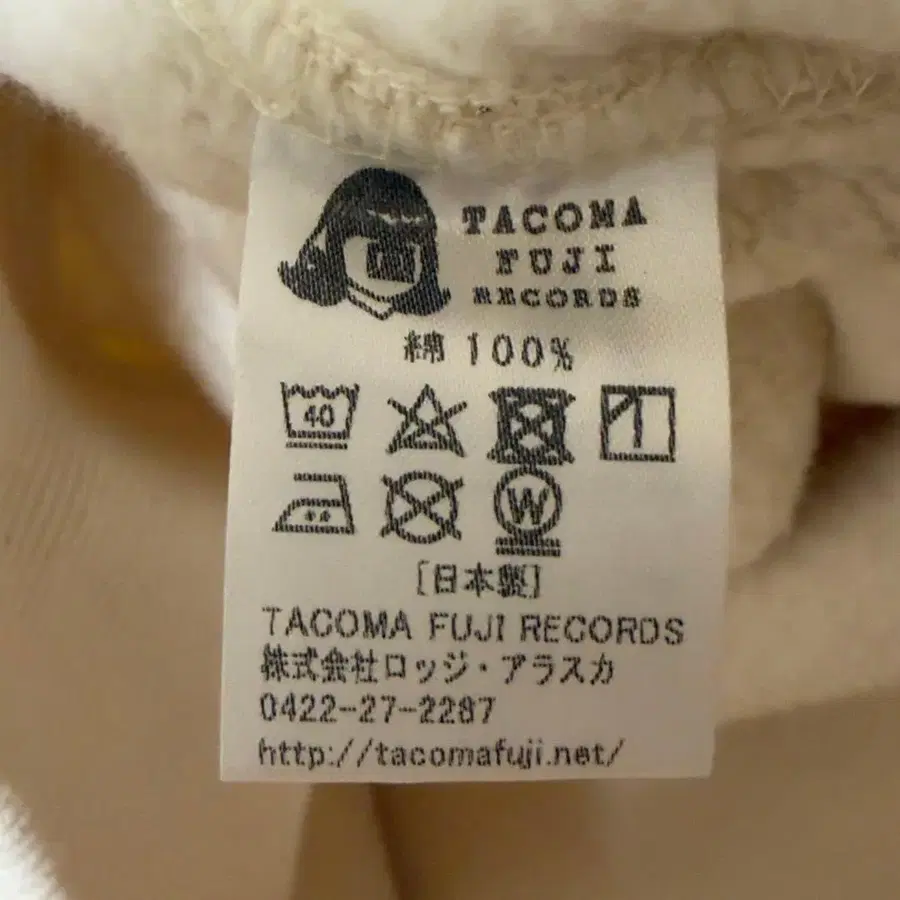 TACOMA
FUJI
RECORDS
綿 100%
40
W
[日本製]
TACOMA FUJI RECORDS
株式会社ロッジ・アラスカ
0422-27-2287
http://tacomafuji.net/